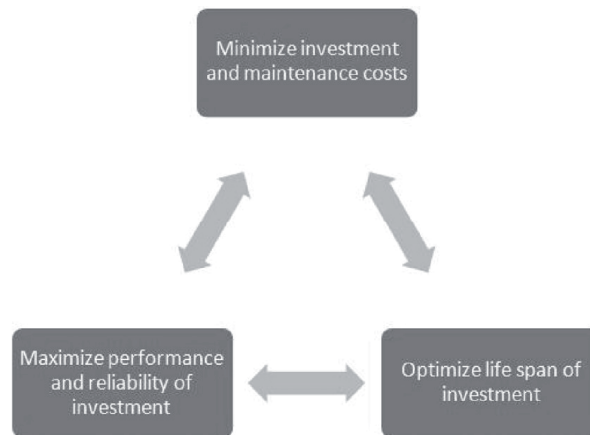 Minimize investment
and maintenance costs
Maximize performance
and reliability of
investment
Optimize life span of
investment